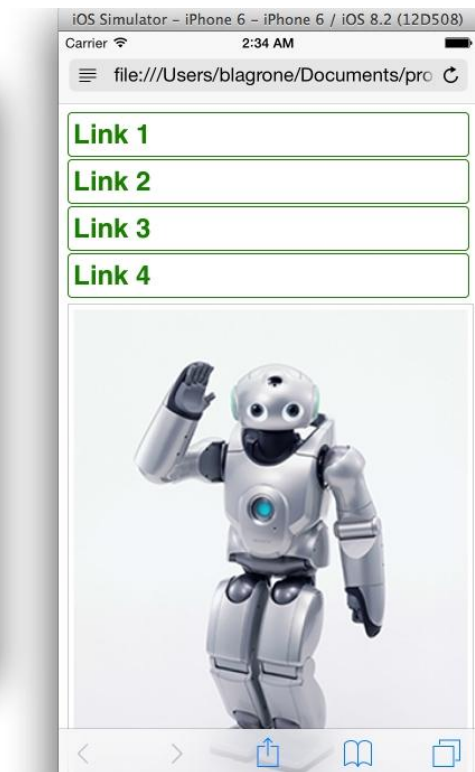 iOS Simulator – iPhone 6 – iPhone 6 / iOS 8.2 (12D508)
Carrier 2:34 AM
file:///Users/blagrone/Documents/pro
Link 1
Link 2
Link 3
Link 4